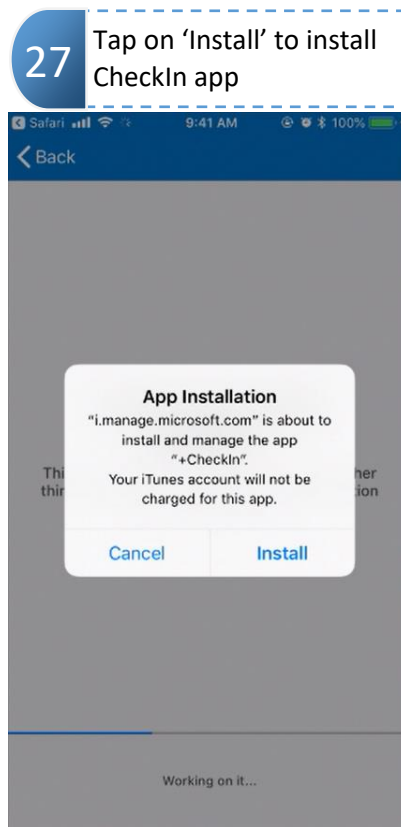 27
Tap on ‘Install’ to install
CheckIn app
Safari 9:41 AM 100%
Back
App Installation
"i.manage.microsoft.com" is about to
install and manage the app
"+CheckIn".
Your iTunes account will not be
charged for this app.
Cancel Install
Working on it...